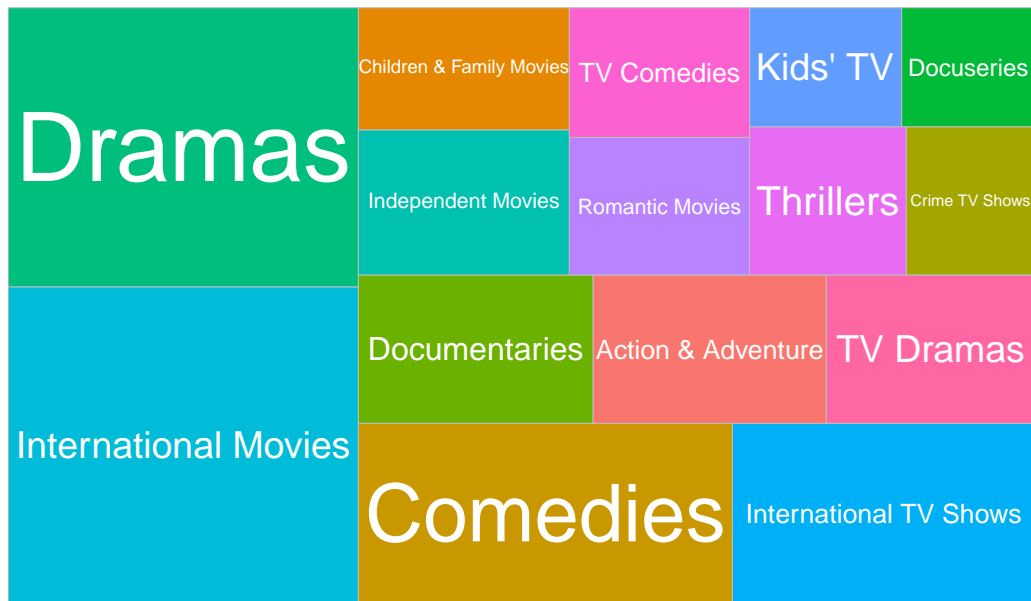 Dramas
International Movies
Children & Family Movies
TV Comedies
Kids' TV
Docuseries
Independent Movies
Romantic Movies
Thrillers
Crime TV Shows
Documentaries
Action & Adventure
TV Dramas
Comedies
International TV Shows